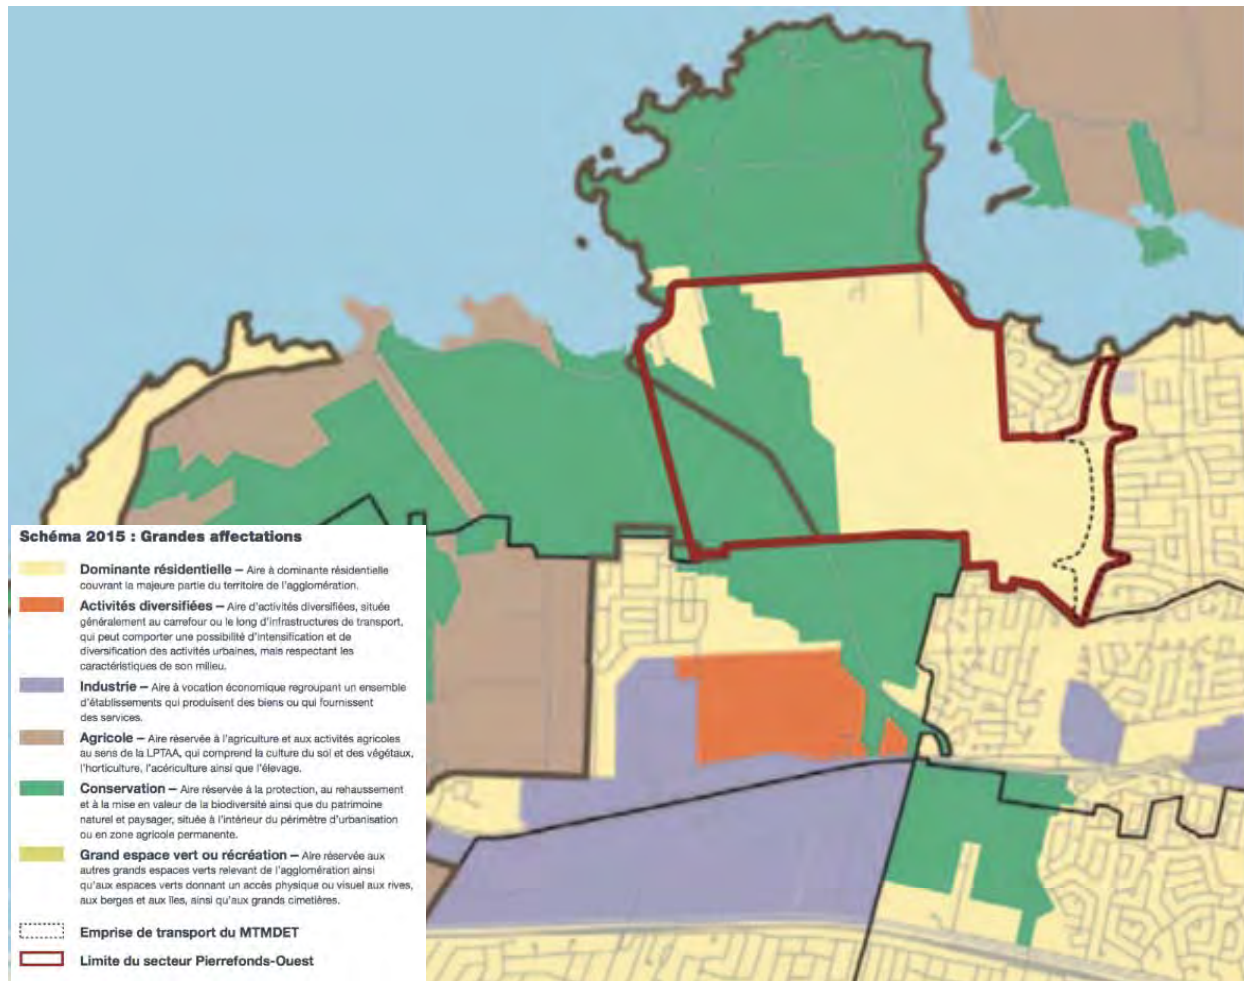 Schéma 2015 : Grandes affectations
Dominante résidentielle – Aire à dominante résidentielle
couvrant la majeure partie du territoire de l'agglomération.
Activités diversifiées – Aire d'activités diversifiées, située
généralement au carrefour ou le long d'infrastructures de transport,
qui peut comporter une possibilité d'intensification et de
diversification des activités urbaines, mais respectant les
caractéristiques de son milieu.
Industrie – Aire à vocation économique regroupant un ensemble
d'établissements qui produisent des biens ou qui fournissent
des services.
Agricole – Aire réservée à l'agriculture et aux activités agricoles
au sens de la LPTAA, qui comprend la culture du sol et des végétaux,
l'horticulture, l'acériculture ainsi que l'élevage.
Conservation – Aire réservée à la protection, au rehaussement
et à la mise en valeur de la biodiversité ainsi que du patrimoine
naturel et paysager, située à l'intérieur du périmètre d'urbanisation
ou en zone agricole permanente.
Grand espace vert ou récréation – Aire réservée aux
autres grands espaces verts relevant de l'agglomération ainsi
qu'aux espaces verts donnant un accès physique ou visuel aux rives,
aux berges et aux îles, ainsi qu'aux grands cimetières.
Emprise de transport du MTMDET
Limite du secteur Pierrefonds-Ouest